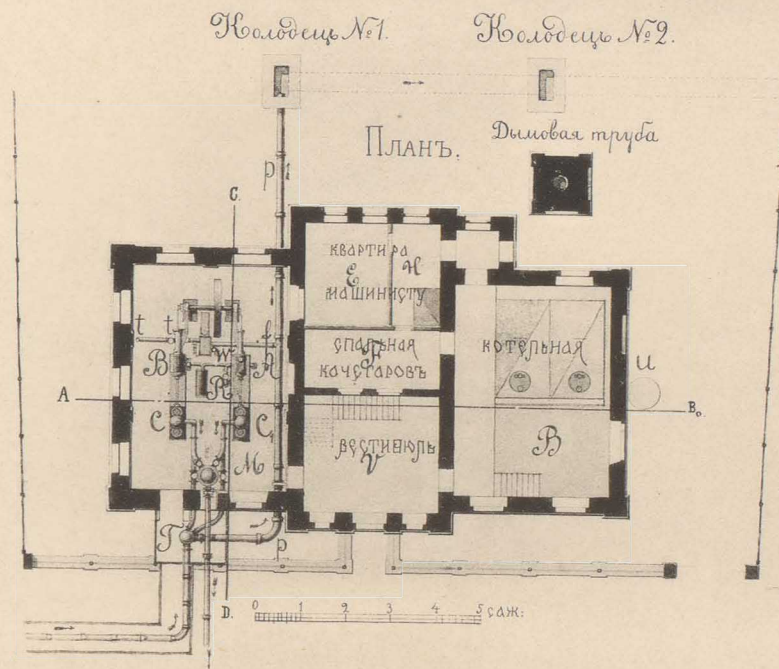 Колодецъ №1.
Колодецъ №2.
Дымовая труба
ПЛАНЪ.
C.
p
КВАРТИРА
Е
Н
МАШИНИСТУ
t t
f
W
B
A
h
R
СПАЛЬНАЯ
F
КАЧЕГАРОВЪ
КОТЕЛЬНАЯ
И
A
B.
C C
M
ВЕСТИБЮЛЬ
V
B
T
p
D.
0 1 2 3 4 5 саж: